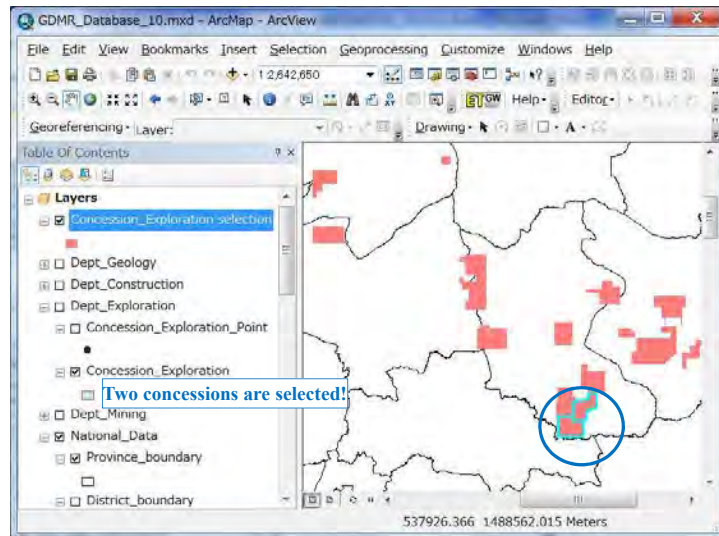 GDMR_Database_10.mxd - ArcMap - ArcView
File Edit View Bookmarks Insert Selection Geoprocessing Customize Windows Help
1:2,642,650
ETGW Help Editor
Georeferencing Layer: Drawing A
Table Of Contents
Layers
Concession_Exploration selection
Dept_Geology
Dept_Construction
Dept_Exploration
Concession_Exploration_Point
Concession_Exploration
Two concessions are selected!
Dept_Mining
National_Data
Province_boundary
District_boundary
537926.366 1488562.015 Meters